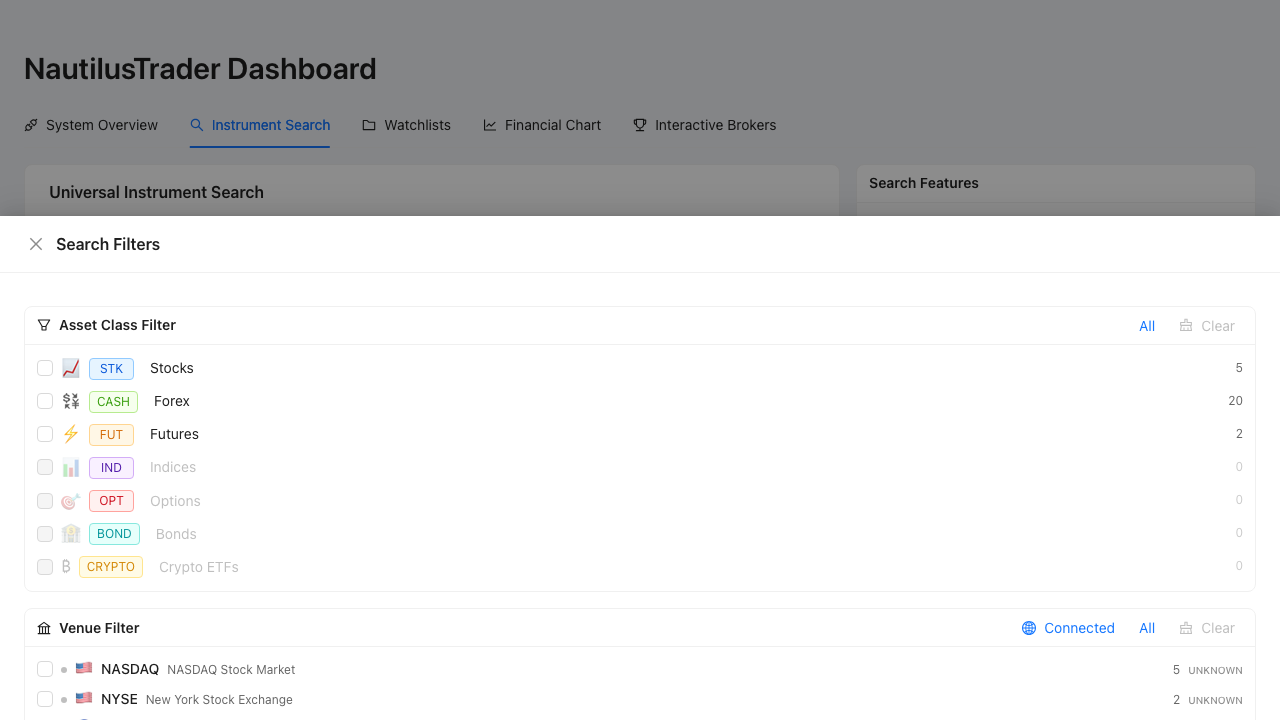 NautilusTrader Dashboard
System Overview Instrument Search Watchlists Financial Chart Interactive Brokers
Universal Instrument Search
Search Features
Search Filters
Asset Class Filter All Clear
STK Stocks 5
CASH Forex 20
FUT Futures 2
IND Indices 0
OPT Options 0
BOND Bonds 0
₿ CRYPTO Crypto ETFs 0
Venue Filter Connected All Clear
NASDAQ NASDAQ Stock Market 5 UNKNOWN
NYSE New York Stock Exchange 2 UNKNOWN